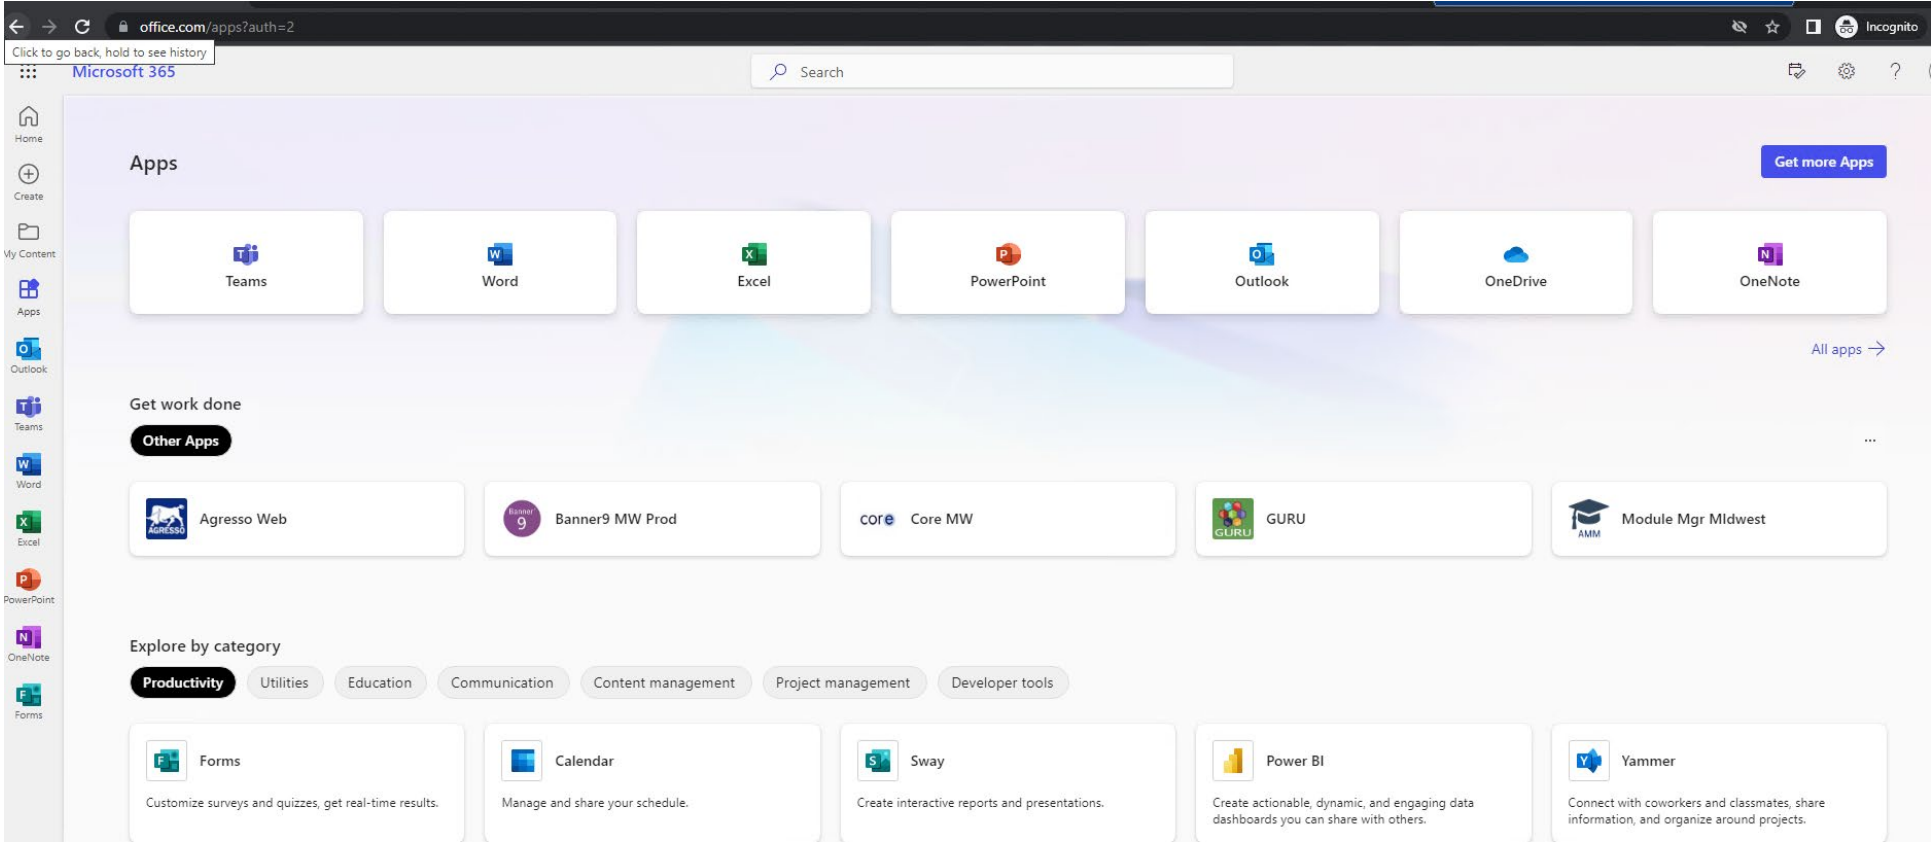 office.com/apps?auth=2
Incognito
Click to go back, hold to see history
Microsoft 365
Search
?
Home
Create
My Content
Apps
Outlook
Teams
Word
Excel
PowerPoint
OneNote
Forms
Apps
Get more Apps
Teams
Word
Excel
PowerPoint
Outlook
OneDrive
OneNote
All apps
Get work done
Other Apps
...
AGRESSO
Agresso Web
Banner
9
Banner9 MW Prod
core
Core MW
GURU
GURU
AMM
Module Mgr MIdwest
Explore by category
Productivity
Utilities
Education
Communication
Content management
Project management
Developer tools
Forms
Customize surveys and quizzes, get real-time results.
Calendar
Manage and share your schedule.
Sway
Create interactive reports and presentations.
Power BI
Create actionable, dynamic, and engaging data
dashboards you can share with others.
Yammer
Connect with coworkers and classmates, share
information, and organize around projects.